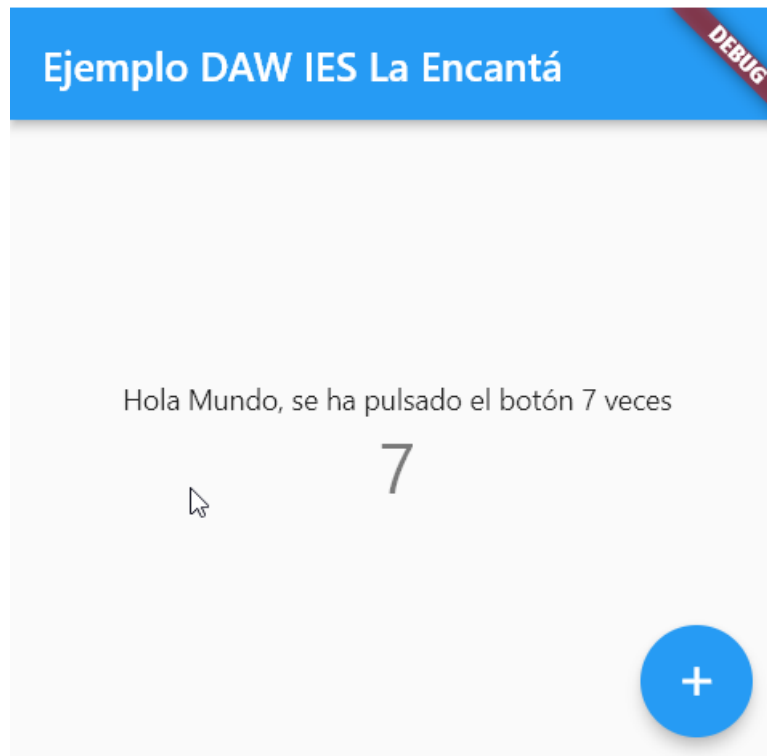 Ejemplo DAW IES La Encantá
DEBUG
Hola Mundo, se ha pulsado el botón 7 veces
7
+